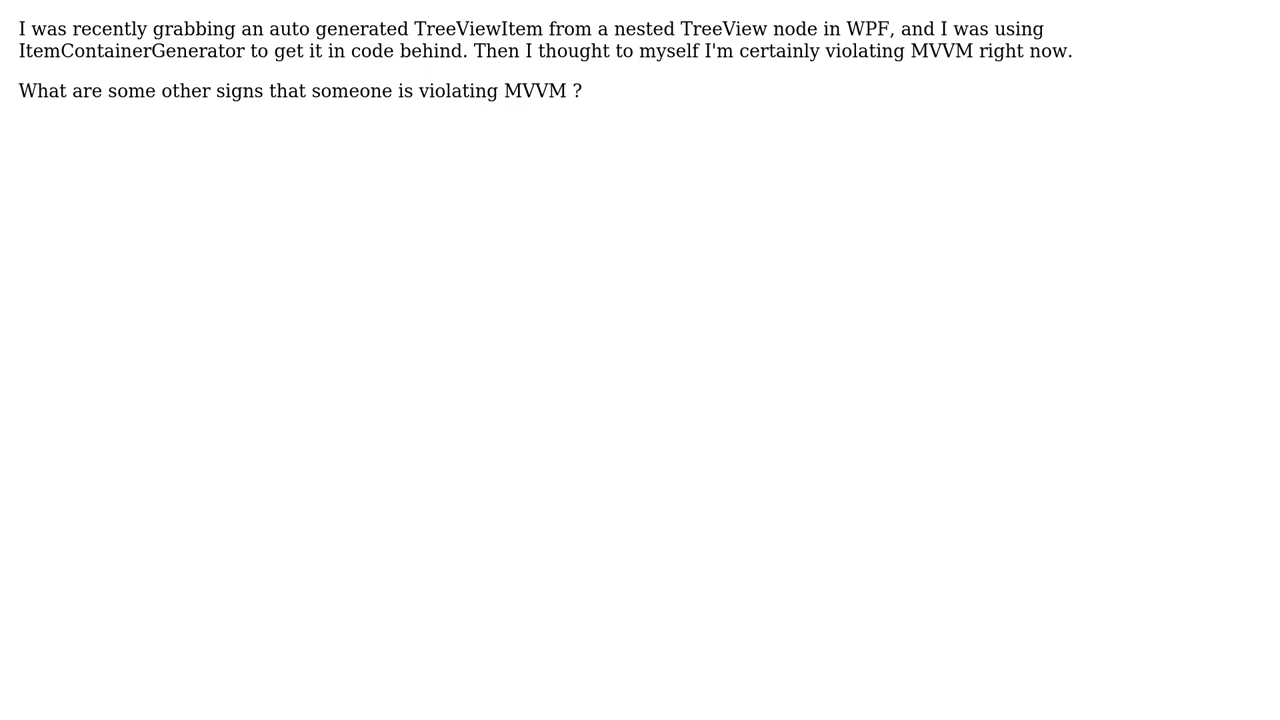 I was recently grabbing an auto generated TreeViewItem from a nested TreeView node in WPF, and I was using
ItemContainerGenerator to get it in code behind. Then I thought to myself I'm certainly violating MVVM right now.
What are some other signs that someone is violating MVVM ?